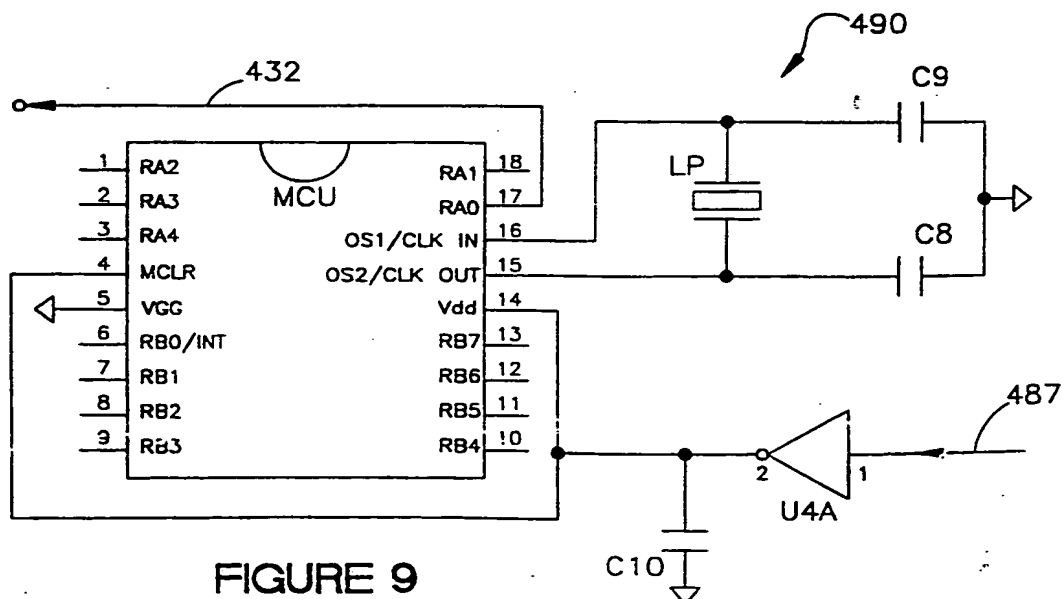 490
432
C9
1 RA2
2 RA3
3 RA4
4 MCLR
5 VGG
6 RB0/INT
7 RB1
8 RB2
9 RB3
MCU
RA1 18
RA0 17
OS1/CLK IN 16
OS2/CLK OUT 15
Vdd 14
RB7 13
RB6 12
RB5 11
RB4 10
LP
C8
487
2
1
U4A
C10
FIGURE 9